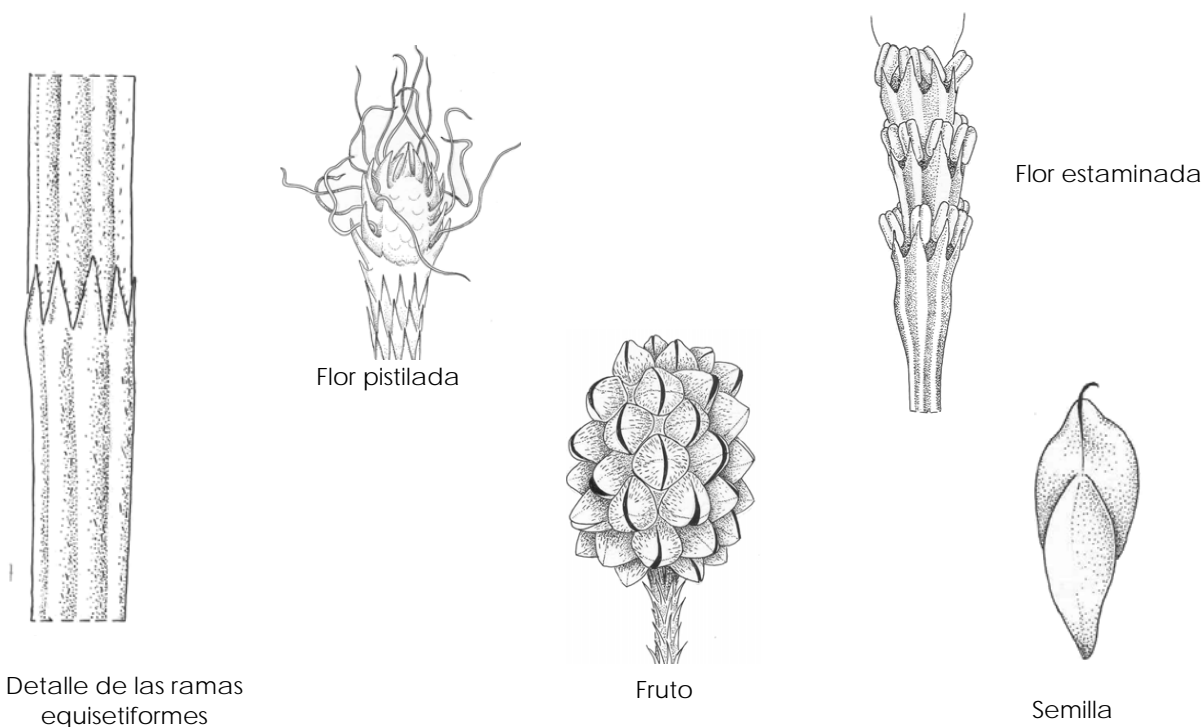 Flor estaminada
Flor pistilada
Detalle de las ramas
equisetiformes
Fruto
Semilla